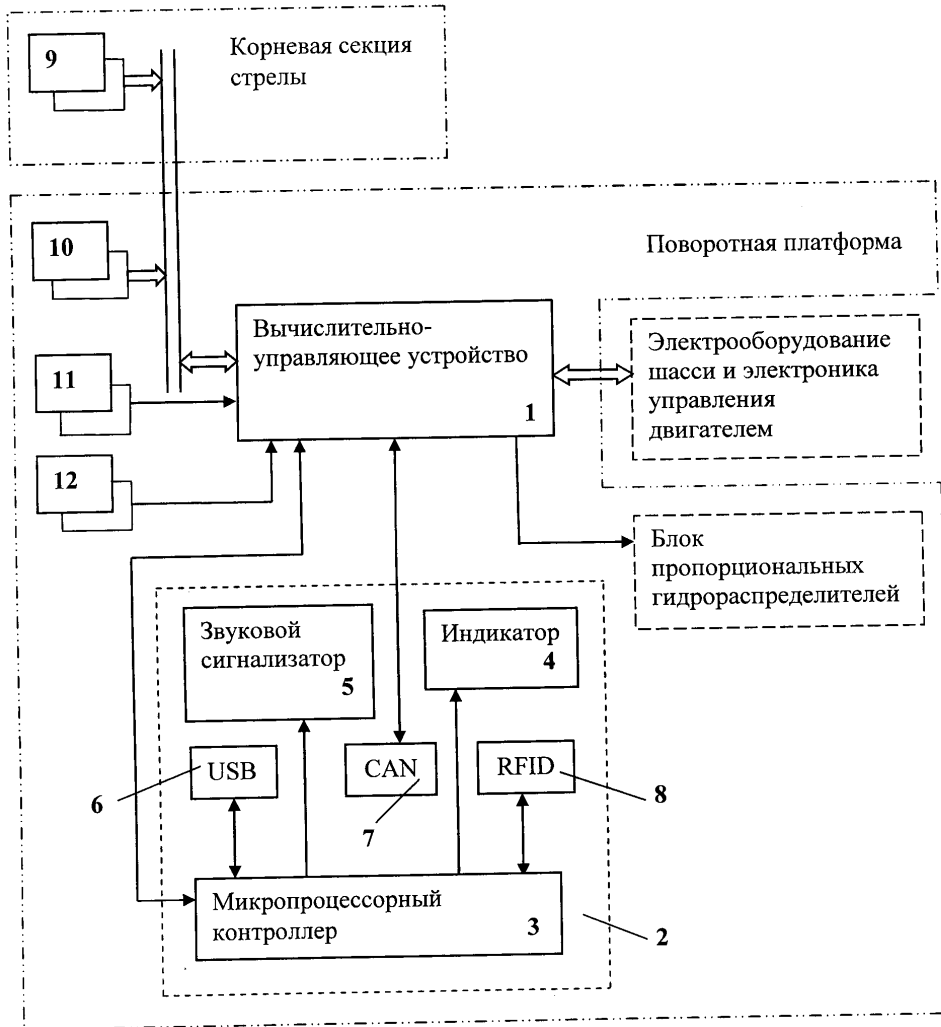 9
Корневая секция
стрелы
10
Поворотная платформа
Вычислительно-
управляющее устройство
1
Электрооборудование
шасси и электроника
управления
двигателем
11
12
Блок
пропорциональных
гидрораспределителей
Звуковой
сигнализатор
5
Индикатор
4
USB
CAN
RFID
6
7
8
Микропроцессорный
контроллер
3
2